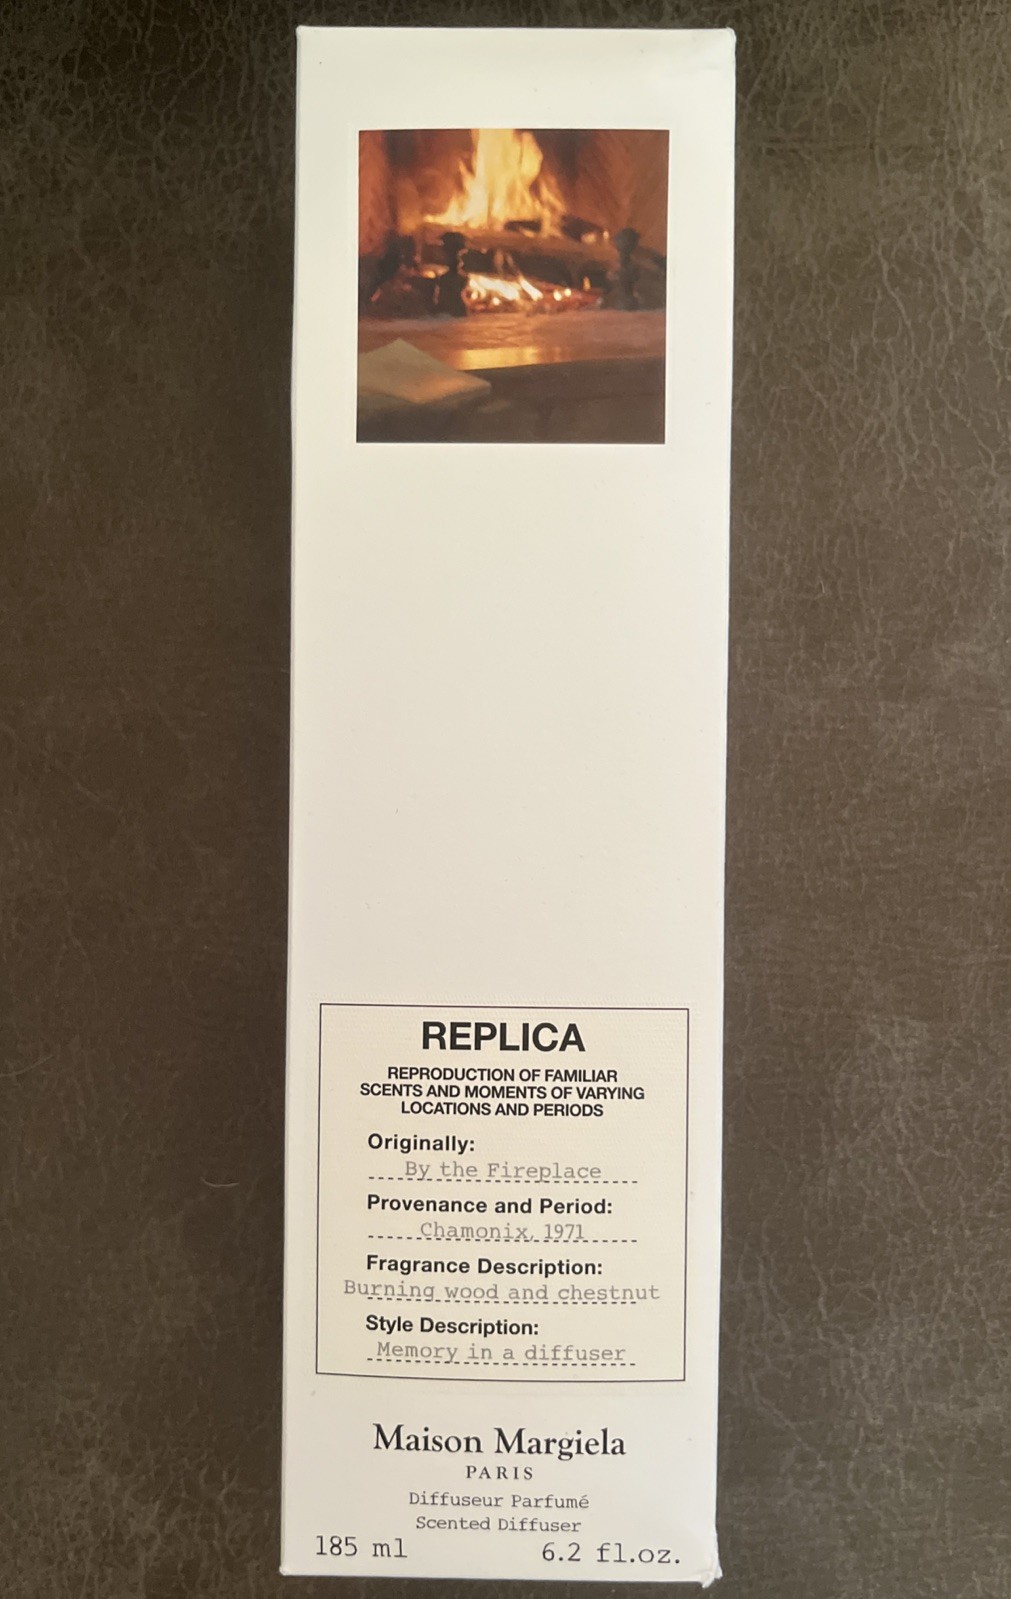 REPLICA
REPRODUCTION OF FAMILIAR
SCENTS AND MOMENTS OF VARYING
LOCATIONS AND PERIODS
Originally:
By the Fireplace
Provenance and Period:
Chamonix, 1971
Fragrance Description:
Burning wood and chestnut
Style Description:
Memory in a diffuser
Maison Margiela
PARIS
Diffuseur Parfumé
Scented Diffuser
185 ml 6.2 fl.oz.